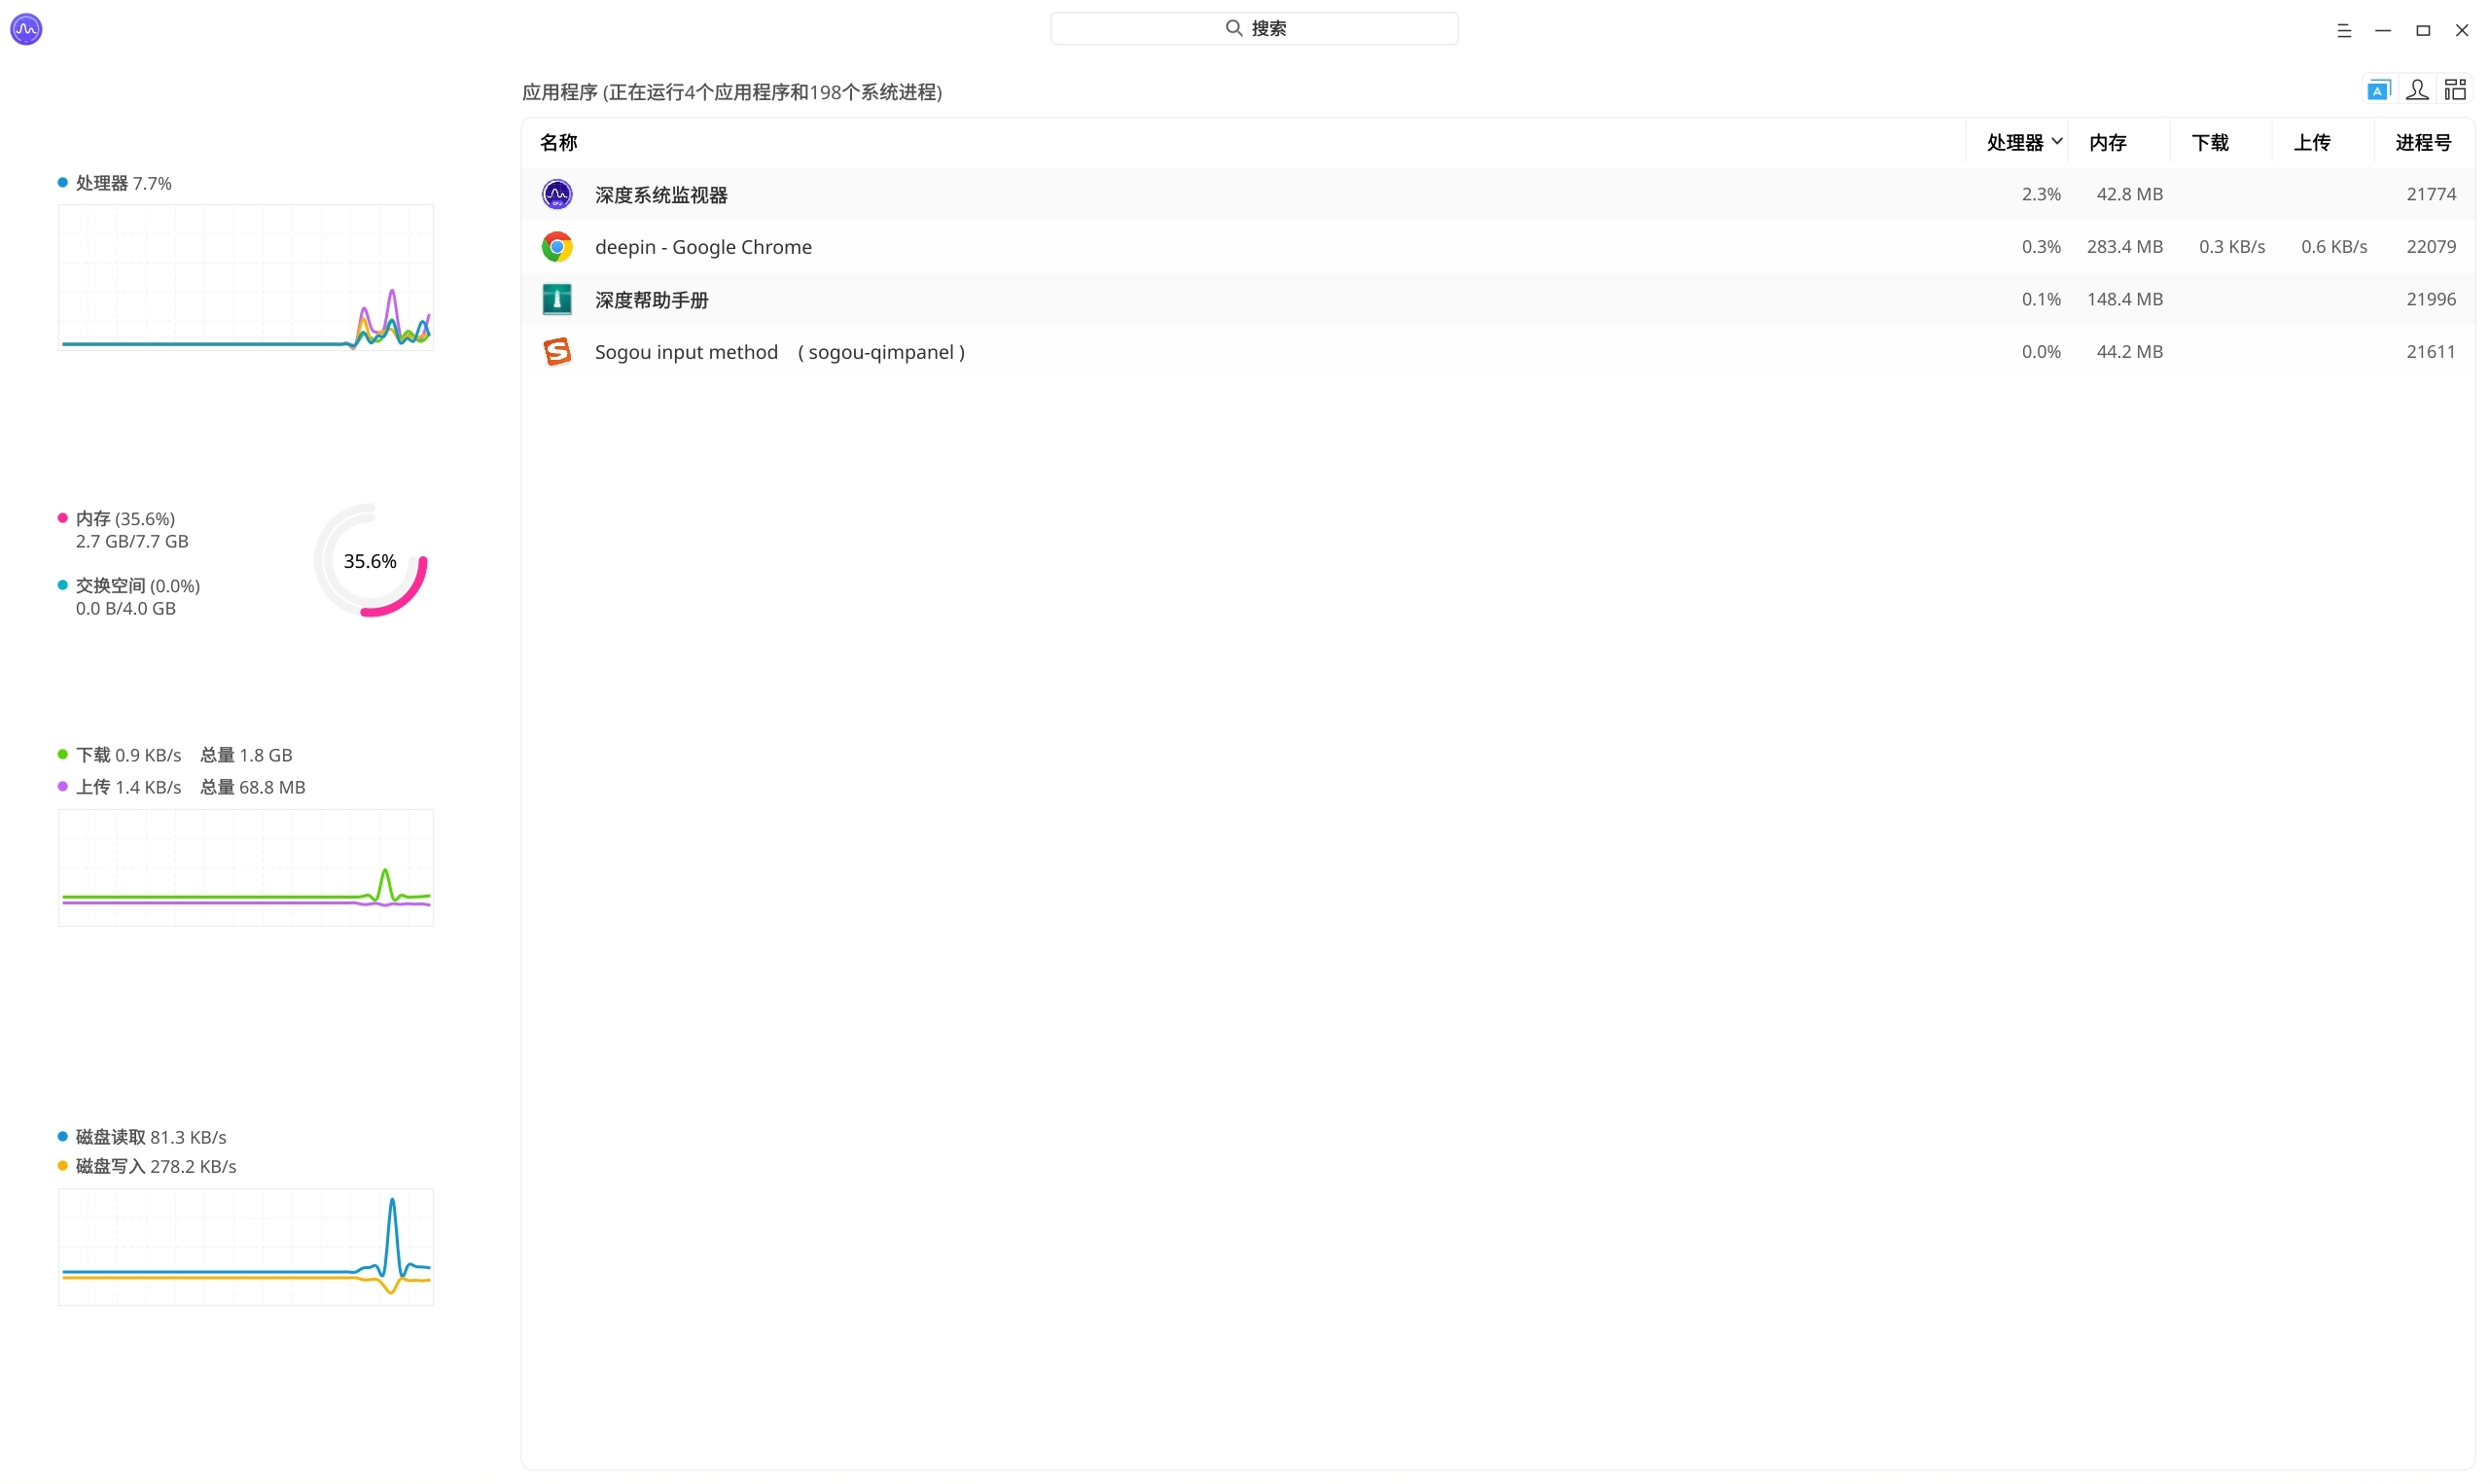 搜索
应用程序 (正在运行4个应用程序和198个系统进程)
名称 处理器 内存 下载 上传 进程号
深度系统监视器 2.3% 42.8 MB 21774
deepin - Google Chrome 0.3% 283.4 MB 0.3 KB/s 0.6 KB/s 22079
深度帮助手册 0.1% 148.4 MB 21996
Sogou input method ( sogou-qimpanel ) 0.0% 44.2 MB 21611
处理器 7.7%
内存 (35.6%)
2.7 GB/7.7 GB
交换空间 (0.0%)
0.0 B/4.0 GB
35.6%
下载 0.9 KB/s 总量 1.8 GB
上传 1.4 KB/s 总量 68.8 MB
磁盘读取 81.3 KB/s
磁盘写入 278.2 KB/s